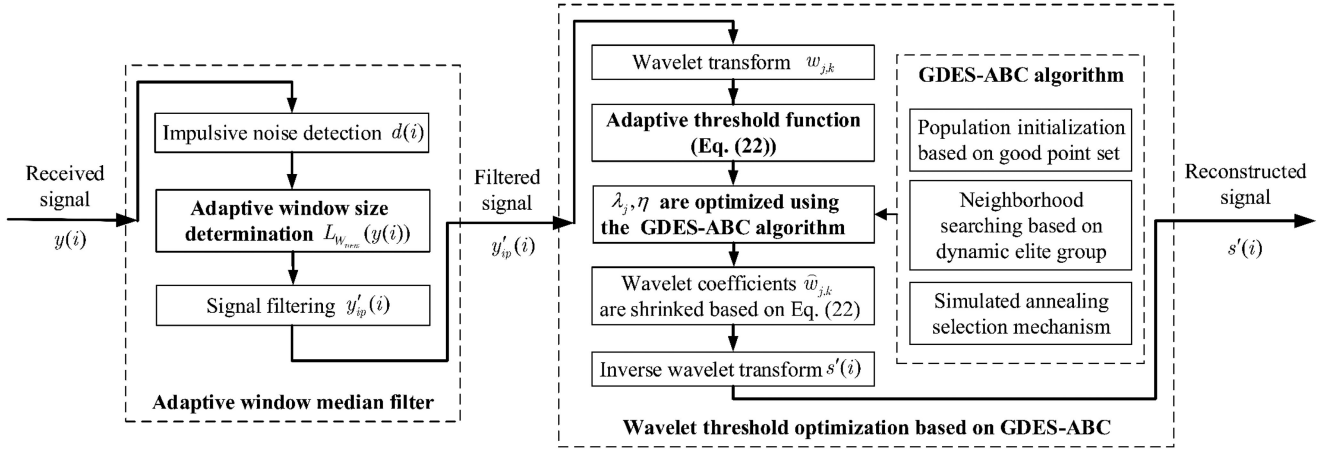 Received
signal
y(i)
Impulsive noise detection d(i)
Adaptive window size
determination L_{W_{new}}(y(i))
Signal filtering y'_{ip}(i)
Adaptive window median filter
Filtered
signal
y'_{ip}(i)
Wavelet transform w_{j,k}
Adaptive threshold function
(Eq. (22))
λ_j, η are optimized using
the GDES-ABC algorithm
Wavelet coefficients ŵ_{j,k}
are shrinked based on Eq. (22)
Inverse wavelet transform s'(i)
GDES-ABC algorithm
Population initialization
based on good point set
Neighborhood
searching based on
dynamic elite group
Simulated annealing
selection mechanism
Wavelet threshold optimization based on GDES-ABC
Reconstructed
signal
s'(i)